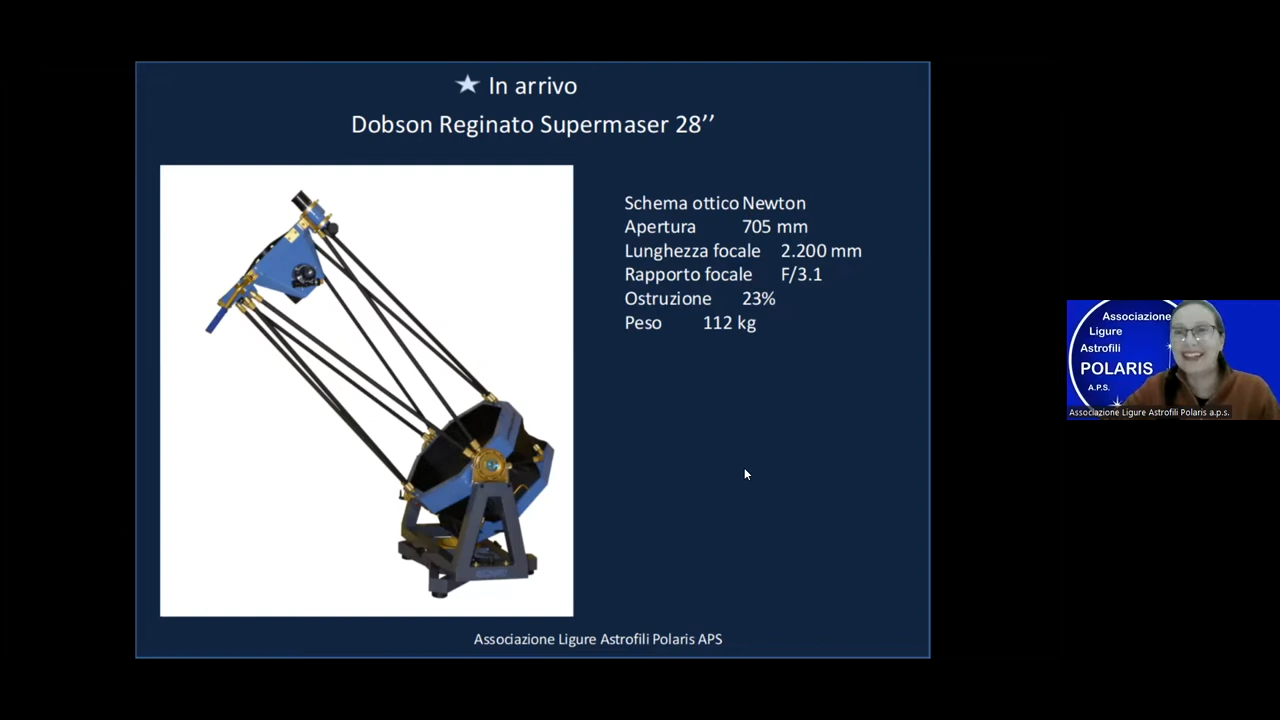 ★ In arrivo
Dobson Reginato Supermaser 28’’
Schema ottico Newton
Apertura 705 mm
Lunghezza focale 2.200 mm
Rapporto focale F/3.1
Ostruzione 23%
Peso 112 kg
Associazione Ligure Astrofili Polaris APS
Associazione
Ligure
Astrofili
POLARIS
A.P.S.
Associazione Ligure Astrofili Polaris a.p.s.